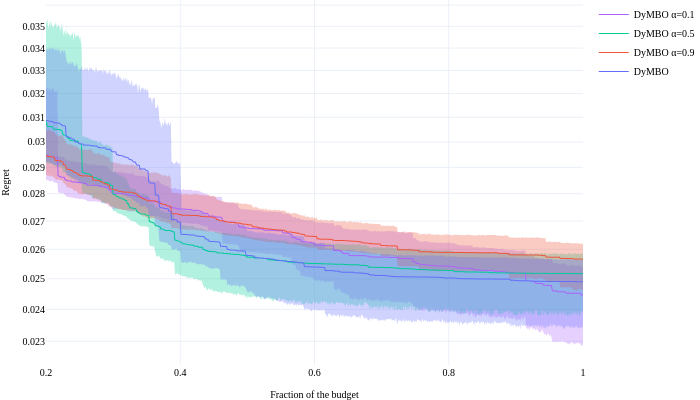 DyMBO α=0.1
DyMBO α=0.5
DyMBO α=0.9
DyMBO
0.035
0.034
0.033
0.032
0.031
0.03
0.029
0.028
0.027
0.026
0.025
0.024
0.023
Regret
0.2 0.4 0.6 0.8 1
Fraction of the budget